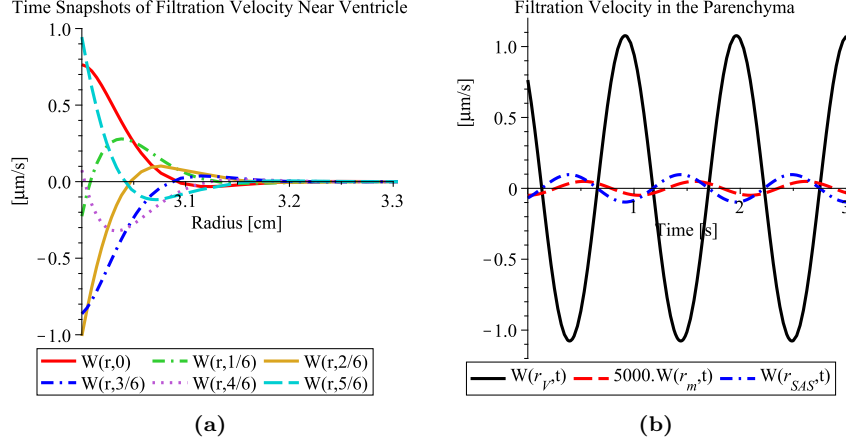 Time Snapshots of Filtration Velocity Near Ventricle
1.0
0.5
[μm/s]
0.0
3.1
3.2
3.3
Radius [cm]
−0.5
−1.0
W(r,0) W(r,1/6) W(r,2/6)
W(r,3/6) W(r,4/6) W(r,5/6)
(a)
Filtration Velocity in the Parenchyma
1.0
[μm/s]
0.5
0
1
2
3
Time [s]
−0.5
−1.0
W(r_V,t) 5000.W(r_m,t) W(r_SAS,t)
(b)